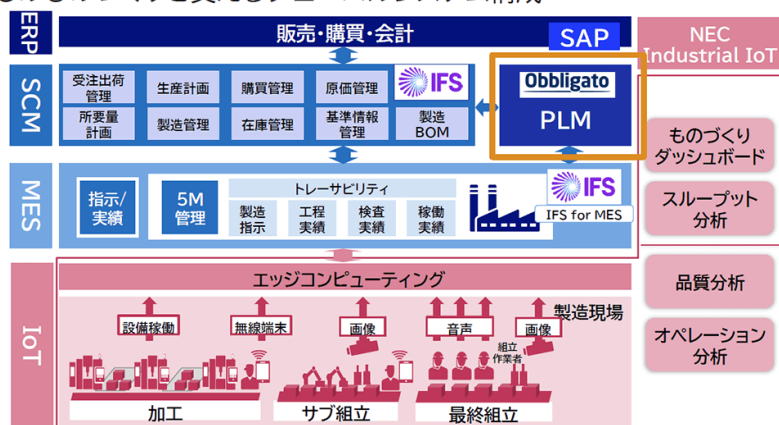 ERP
販売・購買・会計
SAP
NEC
Industrial IoT
SCM
受注出荷
管理
生産計画
購買管理
原価管理
IFS
所要量
計画
製造管理
在庫管理
基準情報
管理
製造
BOM
Obbligato
PLM
ものづくり
ダッシュボード
スループット
分析
品質分析
オペレーション
分析
MES
指示/
実績
5M
管理
トレーサビリティ
製造
指示
工程
実績
検査
実績
稼働
実績
IFS
IFS for MES
IoT
エッジコンピューティング
製造現場
設備稼働
無線端末
画像
音声
画像
組立
作業者
加工
サブ組立
最終組立